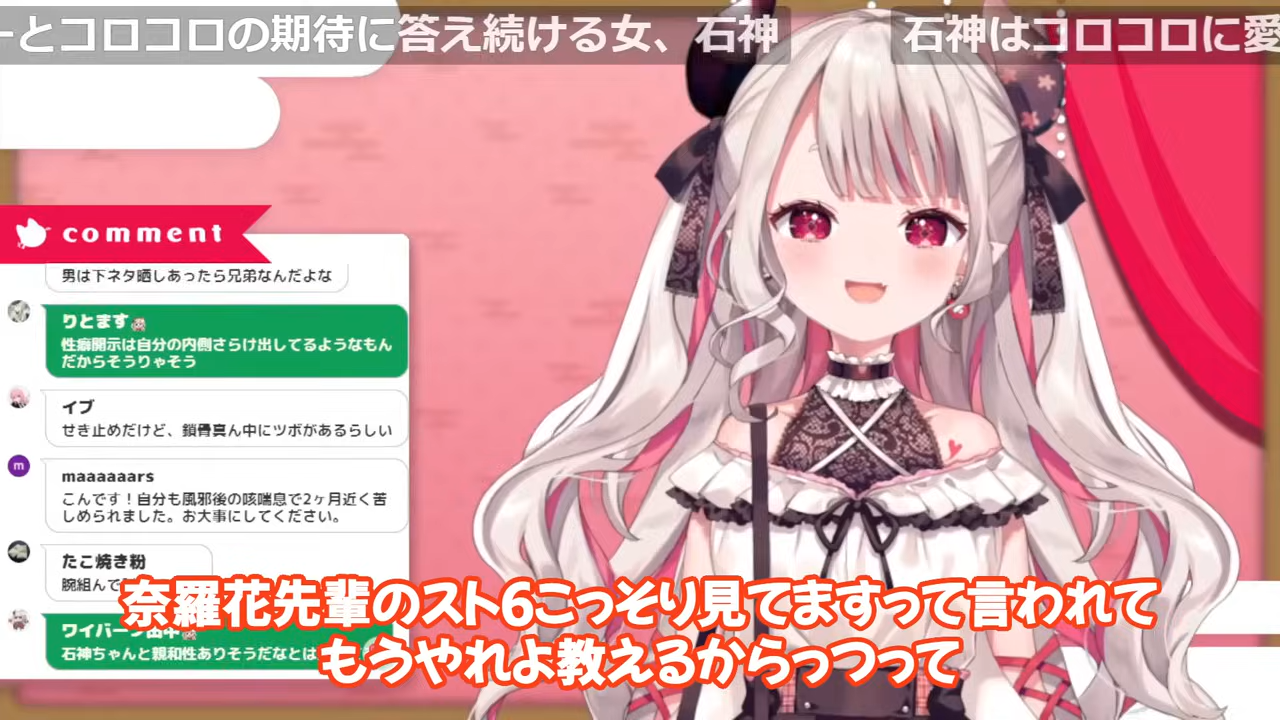 ーとコロコロの期待に答え続ける女、石神
石神はコロコロに愛
comment
男は下ネタ晒しあったら兄弟なんだよな
りとます
性癖開示は自分の内側さらけ出してるようなもん
だからそうりゃそう
イブ
せき止めだけど、鎖骨真ん中にツボがあるらしい
m
maaaaaars
こんです！自分も風邪後の咳喘息で2ヶ月近く苦
しめられました。お大事にしてください。
たこ焼き粉
腕組んで
ワイバーン
石神ちゃんと親和性ありそうだなとは
奈羅花先輩のスト6こっそり見てますって言われて
もうやれよ教えるからっつって